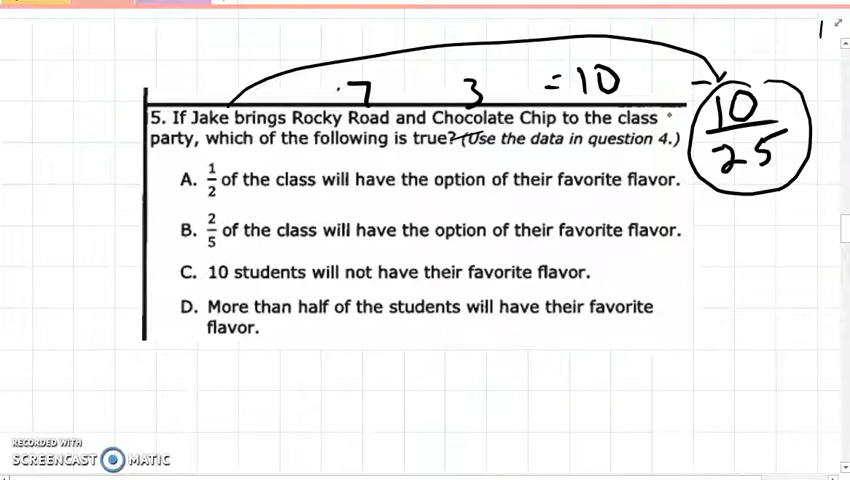 1
7 3 = 10
10
25
5. If Jake brings Rocky Road and Chocolate Chip to the class
party, which of the following is true? (Use the data in question 4.)
A. 1/2 of the class will have the option of their favorite flavor.
B. 2/5 of the class will have the option of their favorite flavor.
C. 10 students will not have their favorite flavor.
D. More than half of the students will have their favorite
flavor.
RECORDED WITH
SCREENCAST MATIC